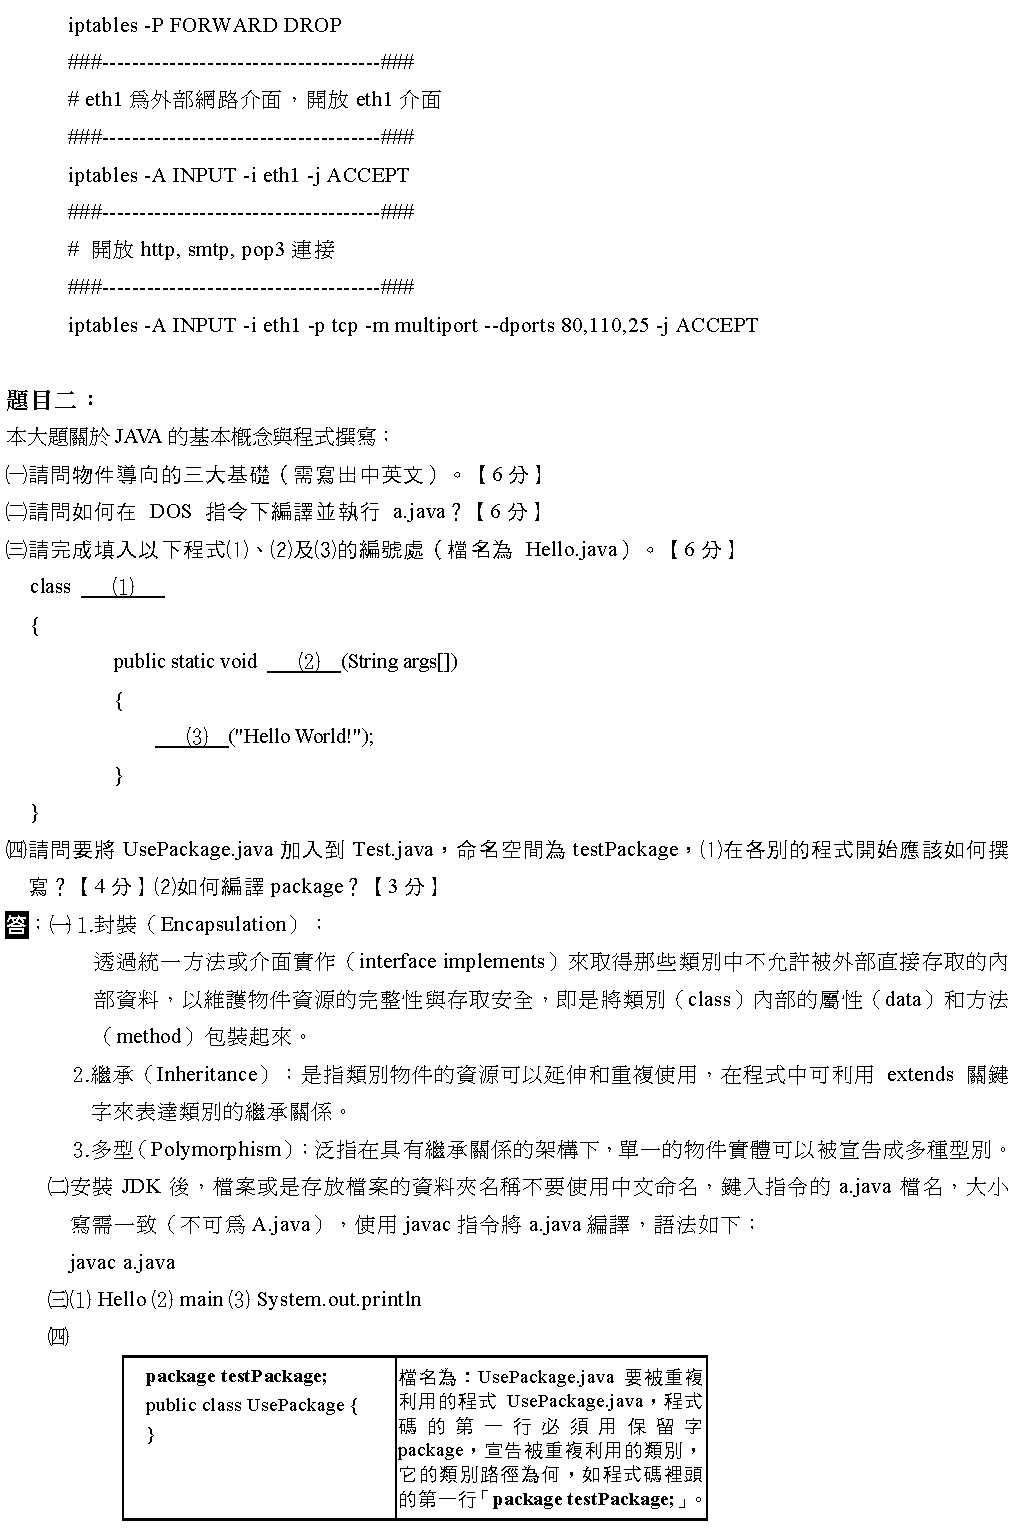 iptables -P FORWARD DROP
###-------------------------------------###
# eth1 為外部網路介面，開放 eth1 介面
###-------------------------------------###
iptables -A INPUT -i eth1 -j ACCEPT
###-------------------------------------###
# 開放 http, smtp, pop3 連接
###-------------------------------------###
iptables -A INPUT -i eth1 -p tcp -m multiport --dports 80,110,25 -j ACCEPT
題目二：
本大題關於 JAVA 的基本概念與程式撰寫：
㈠請問物件導向的三大基礎（需寫出中英文）。【6 分】
㈡請問如何在 DOS 指令下編譯並執行 a.java？【6 分】
㈢請完成填入以下程式⑴、⑵及⑶的編號處（檔名為 Hello.java）。【6 分】
class ⑴
{
public static void ⑵ (String args[])
{
⑶ ("Hello World!");
}
}
㈣請問要將 UsePackage.java 加入到 Test.java，命名空間為 testPackage，⑴在各別的程式開始應該如何撰
寫？【4 分】⑵如何編譯 package？【3 分】
答：㈠ 1.封裝（Encapsulation）：
透過統一方法或介面實作（interface implements）來取得那些類別中不允許被外部直接存取的內
部資料，以維護物件資源的完整性與存取安全，即是將類別（class）內部的屬性（data）和方法
（method）包裝起來。
2.繼承（Inheritance）：是指類別物件的資源可以延伸和重複使用，在程式中可利用 extends 關鍵
字來表達類別的繼承關係。
3.多型（Polymorphism）：泛指在具有繼承關係的架構下，單一的物件實體可以被宣告成多種型別。
㈡安裝 JDK 後，檔案或是存放檔案的資料夾名稱不要使用中文命名，鍵入指令的 a.java 檔名，大小
寫需一致（不可為 A.java），使用 javac 指令將 a.java 編譯，語法如下：
javac a.java
㈢⑴ Hello ⑵ main ⑶ System.out.println
㈣
package testPackage;
public class UsePackage {
}
檔名為：UsePackage.java 要被重複
利用的程式 UsePackage.java，程式
碼的第一行必須用保留字
package，宣告被重複利用的類別，
它的類別路徑為何，如程式碼裡頭
的第一行「package testPackage;」。